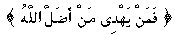 ﴿ فَمَنْ يَهْدِى مَنْ أَضَلَّ اللَّهُ ﴾